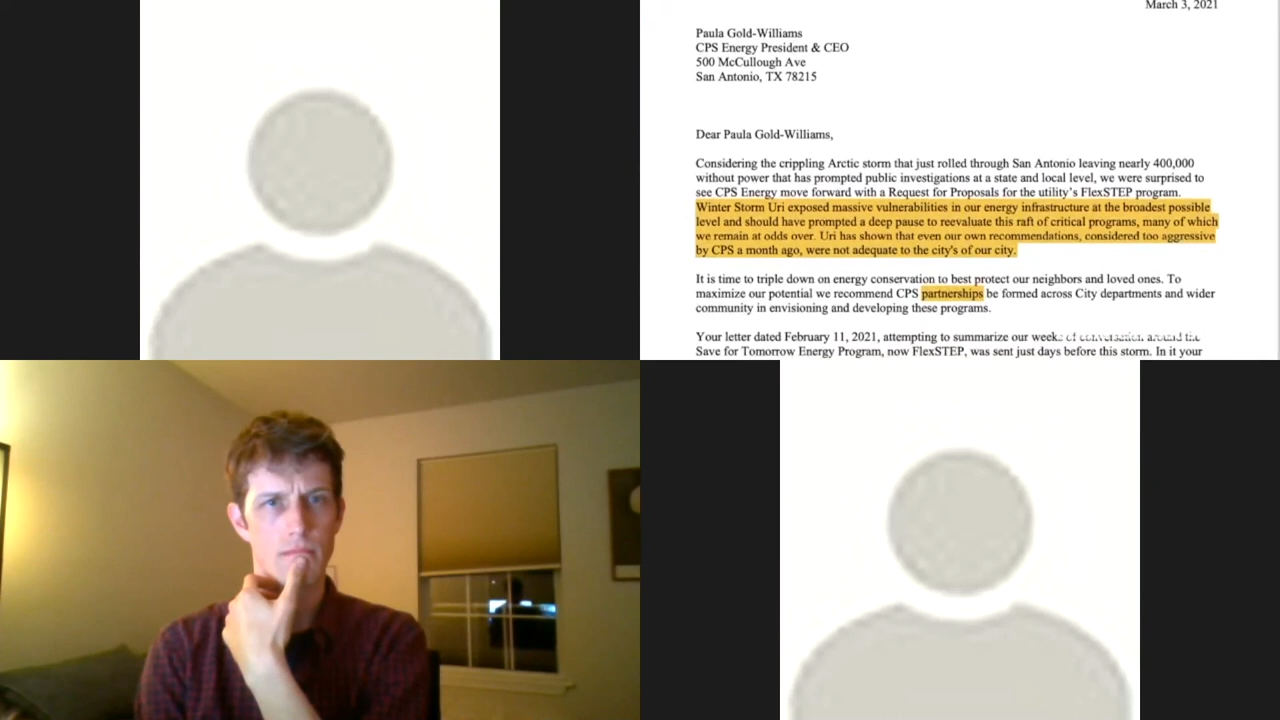 March 3, 2021
Paula Gold-Williams
CPS Energy President & CEO
500 McCullough Ave
San Antonio, TX 78215
Dear Paula Gold-Williams,
Considering the crippling Arctic storm that just rolled through San Antonio leaving nearly 400,000
without power that has prompted public investigations at a state and local level, we were surprised to
see CPS Energy move forward with a Request for Proposals for the utility's FlexSTEP program.
Winter Storm Uri exposed massive vulnerabilities in our energy infrastructure at the broadest possible
level and should have prompted a deep pause to reevaluate this raft of critical programs, many of which
we remain at odds over. Uri has shown that even our own recommendations, considered too aggressive
by CPS a month ago, were not adequate to the city's of our city.
It is time to triple down on energy conservation to best protect our neighbors and loved ones. To
maximize our potential we recommend CPS partnerships be formed across City departments and wider
community in envisioning and developing these programs.
Your letter dated February 11, 2021, attempting to summarize our weeks of conversation around the
Save for Tomorrow Energy Program, now FlexSTEP, was sent just days before this storm. In it your